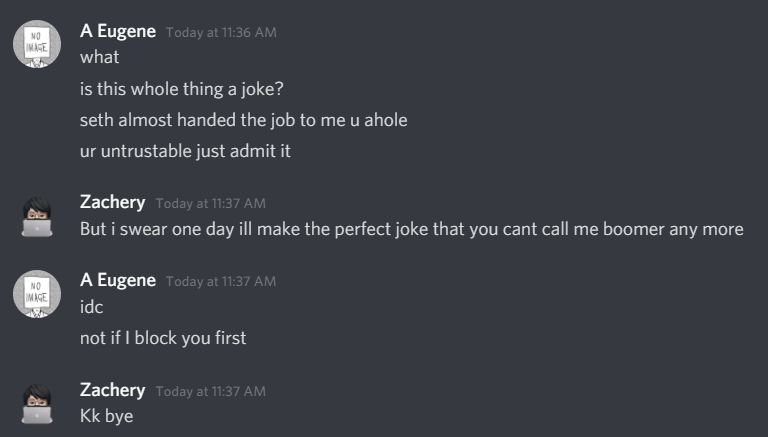 A Eugene Today at 11:36 AM
NO
IMAGE
what
is this whole thing a joke?
seth almost handed the job to me u ahole
ur untrustable just admit it
Zachery Today at 11:37 AM
But i swear one day ill make the perfect joke that you cant call me boomer any more
A Eugene Today at 11:37 AM
NO
IMAGE
idc
not if I block you first
Zachery Today at 11:37 AM
Kk bye